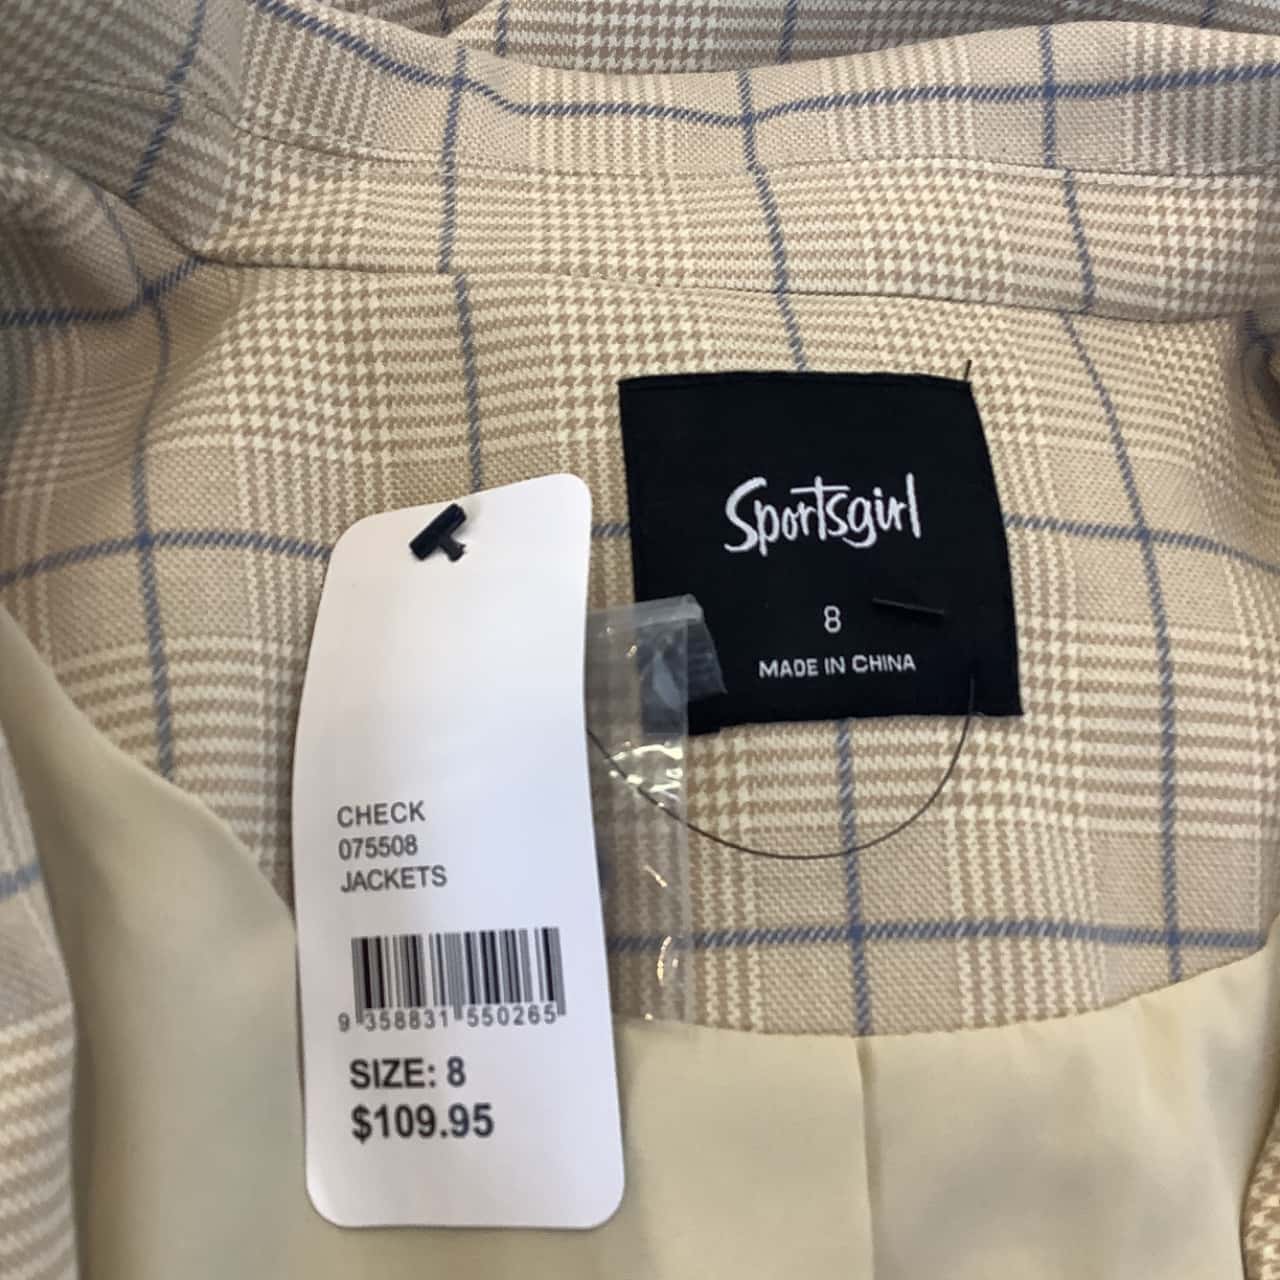 Sportsgirl
8
MADE IN CHINA
CHECK
075508
JACKETS
9 358831 550265
SIZE: 8
$109.95